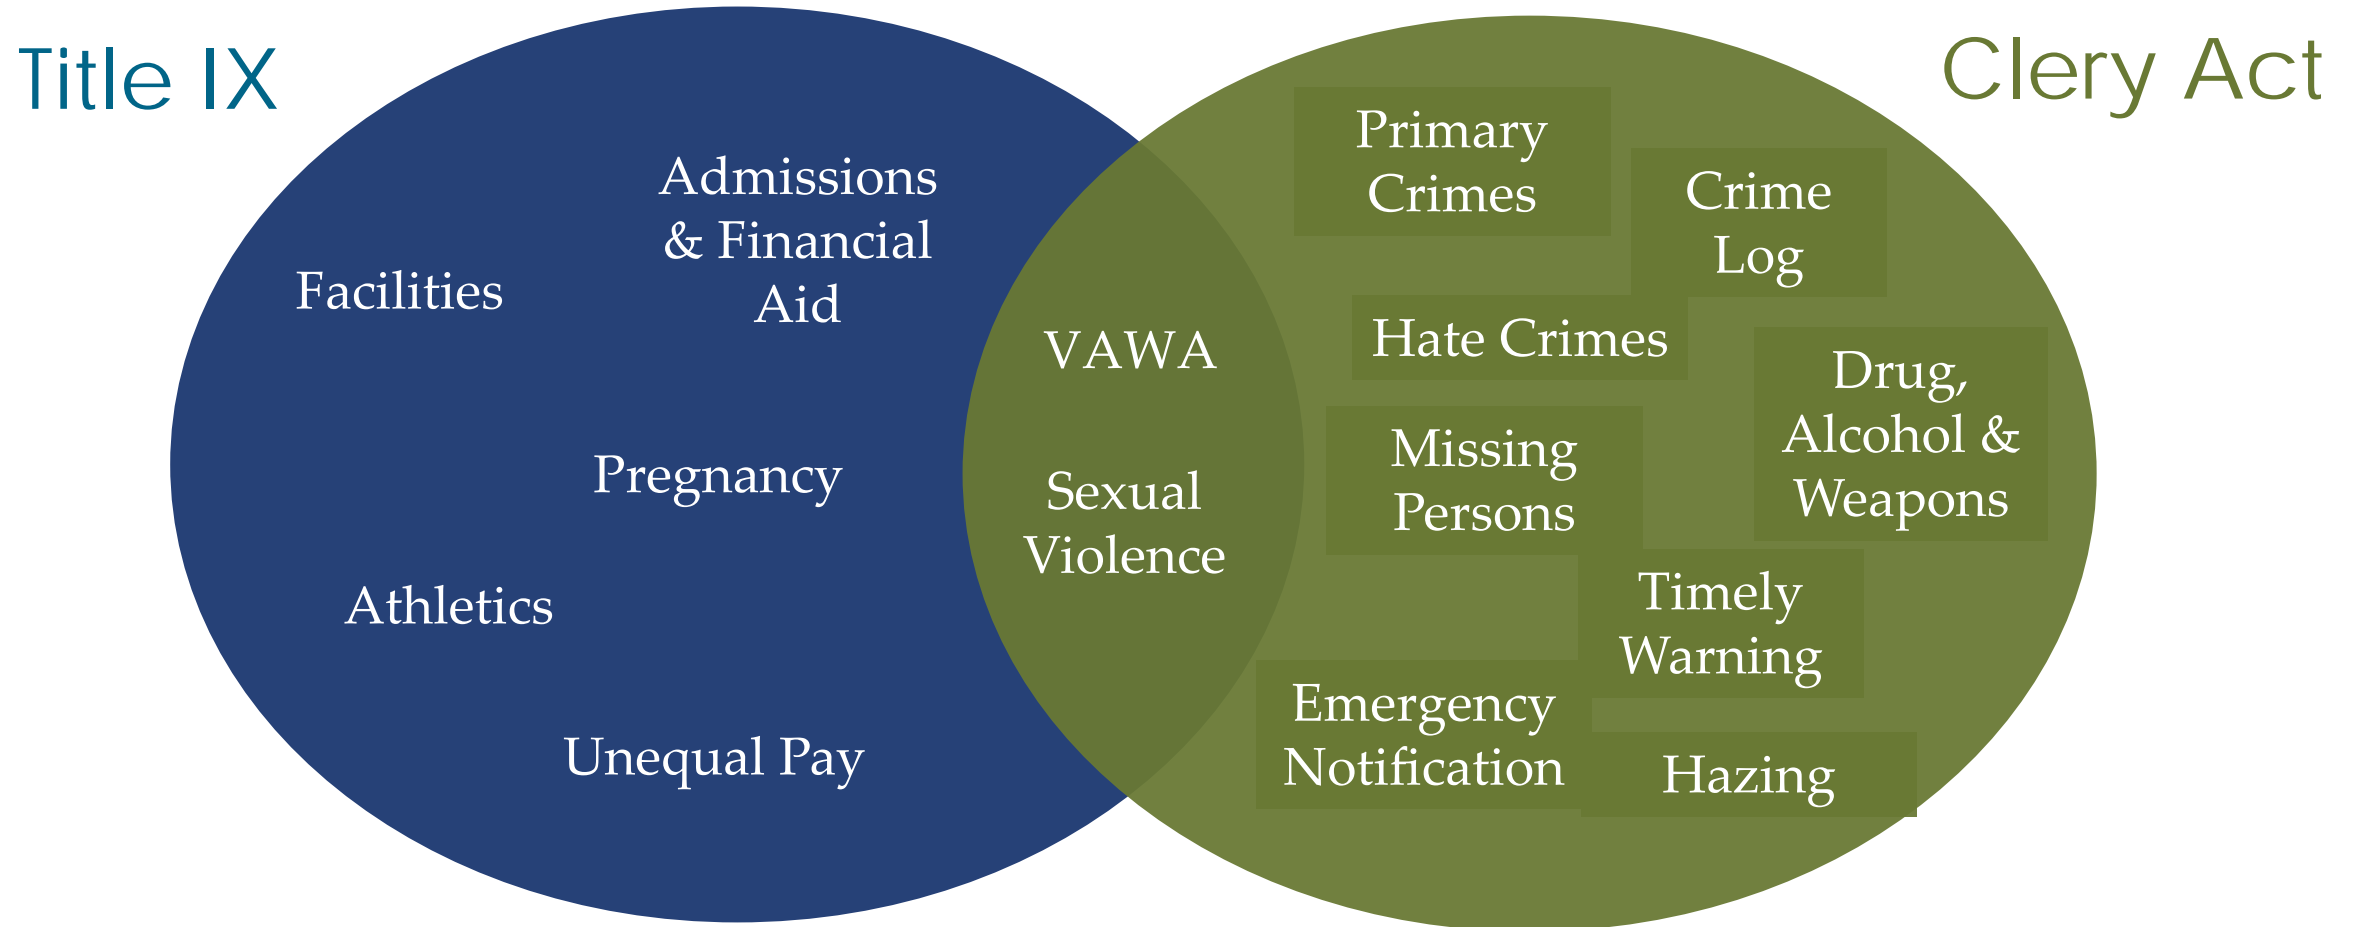 Title IX
Clery Act
Admissions
& Financial
Aid
Facilities
Pregnancy
Athletics
Unequal Pay
VAWA
Sexual
Violence
Primary
Crimes
Crime
Log
Hate Crimes
Drug,
Alcohol &
Weapons
Missing
Persons
Timely
Warning
Emergency
Notification
Hazing